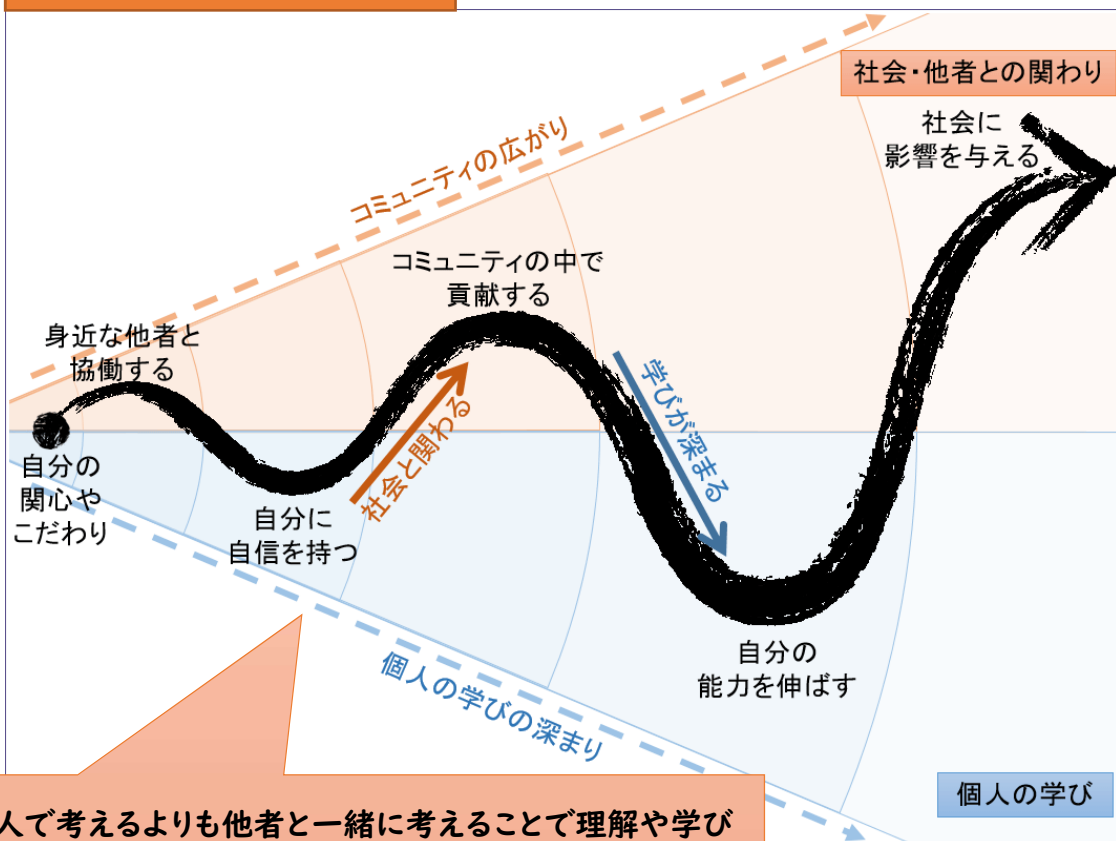 社会・他者との関わり
社会に
影響を与える
コミュニティの広がり
コミュニティの中で
貢献する
身近な他者と
協働する
学びが深まる
社会と関わる
自分の
関心や
こだわり
自分に
自信を持つ
自分の
能力を伸ばす
個人の学びの深まり
個人の学び
人で考えるよりも他者と一緒に考えることで理解や学び